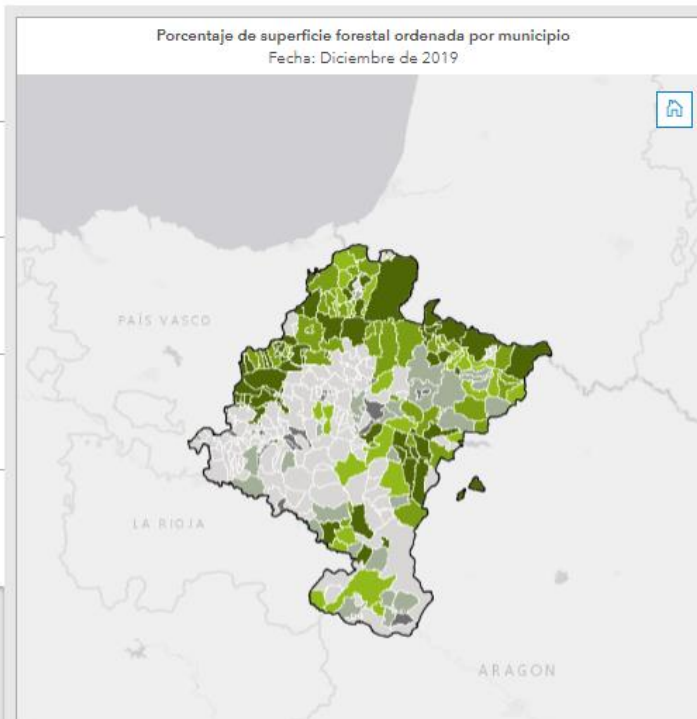 Porcentaje de superficie forestal ordenada por municipio
Fecha: Diciembre de 2019
PAÍS VASCO
LA RIOJA
ARAGON